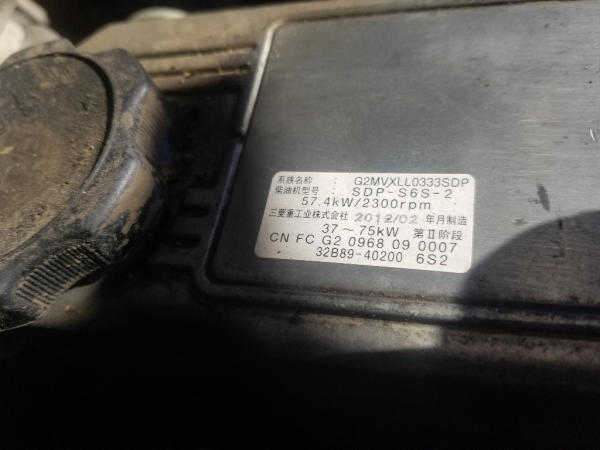 系族名称 G2MVXLL0333SDP
柴油机型号 SDP-S6S-2
57.4kW/2300rpm
三菱重工业株式会社 2012/02 年月制造
37～75kW 第Ⅱ阶段
CN FC G2 0968 09 0007
32B89-40200 6S2